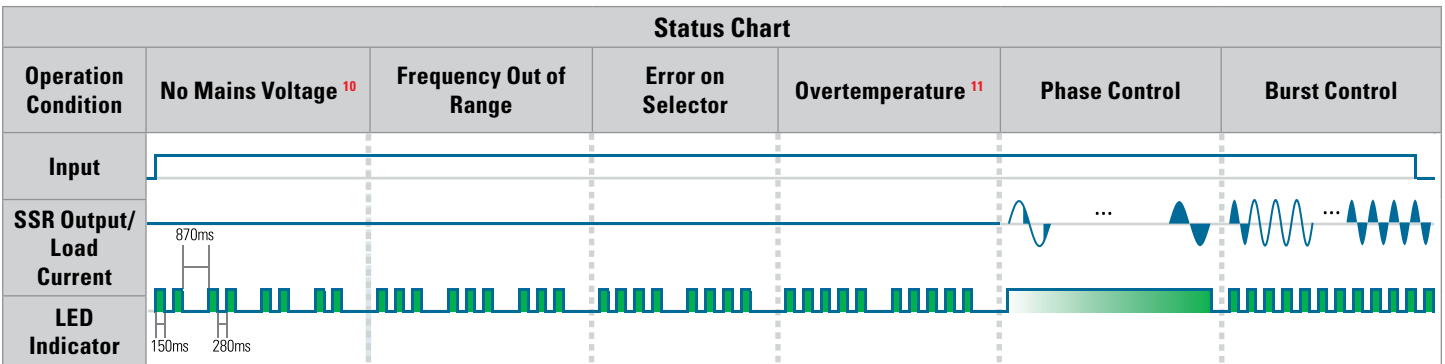 Status Chart
Operation
Condition
No Mains Voltage 10
Frequency Out of
Range
Error on
Selector
Overtemperature 11
Phase Control
Burst Control
Input
SSR Output/
Load
Current
870ms
...
...
LED
Indicator
150ms
280ms